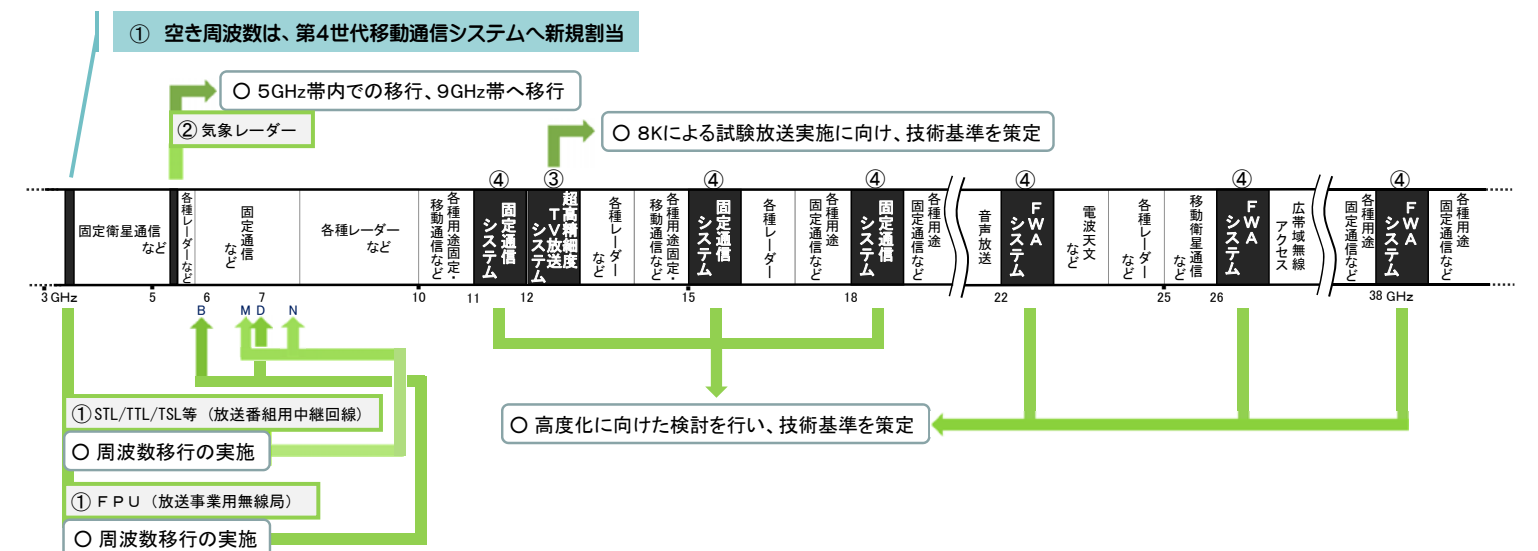 ① 空き周波数は、第4世代移動通信システムへ新規割当
○ 5GHz帯内での移行、9GHz帯へ移行
② 気象レーダー
○ 8Kによる試験放送実施に向け、技術基準を策定
④
③
④
④
④
④
④
固定衛星通信
など
各種レーダーなど
固定通信
など
各種レーダー
など
各種用途固定・
移動通信など
固定通信
システム
超高精細度
TV放送
システム
各種レーダー
など
各種用途固定・
移動通信など
固定通信
システム
各種レーダー
各種用途
固定通信など
固定通信
システム
各種用途
固定通信など
音声放送
FWA
システム
電波天文
など
各種レーダー
など
移動衛星通信
など
FWA
システム
広帯域無線
アクセス
各種用途
固定通信など
FWA
システム
各種用途
固定通信など
3 GHz
5
6
7
10
11
12
15
18
22
25
26
38 GHz
B
M
D
N
① STL/TTL/TSL等 (放送番組用中継回線)
○ 周波数移行の実施
① FPU (放送事業用無線局)
○ 周波数移行の実施
○ 高度化に向けた検討を行い、技術基準を策定